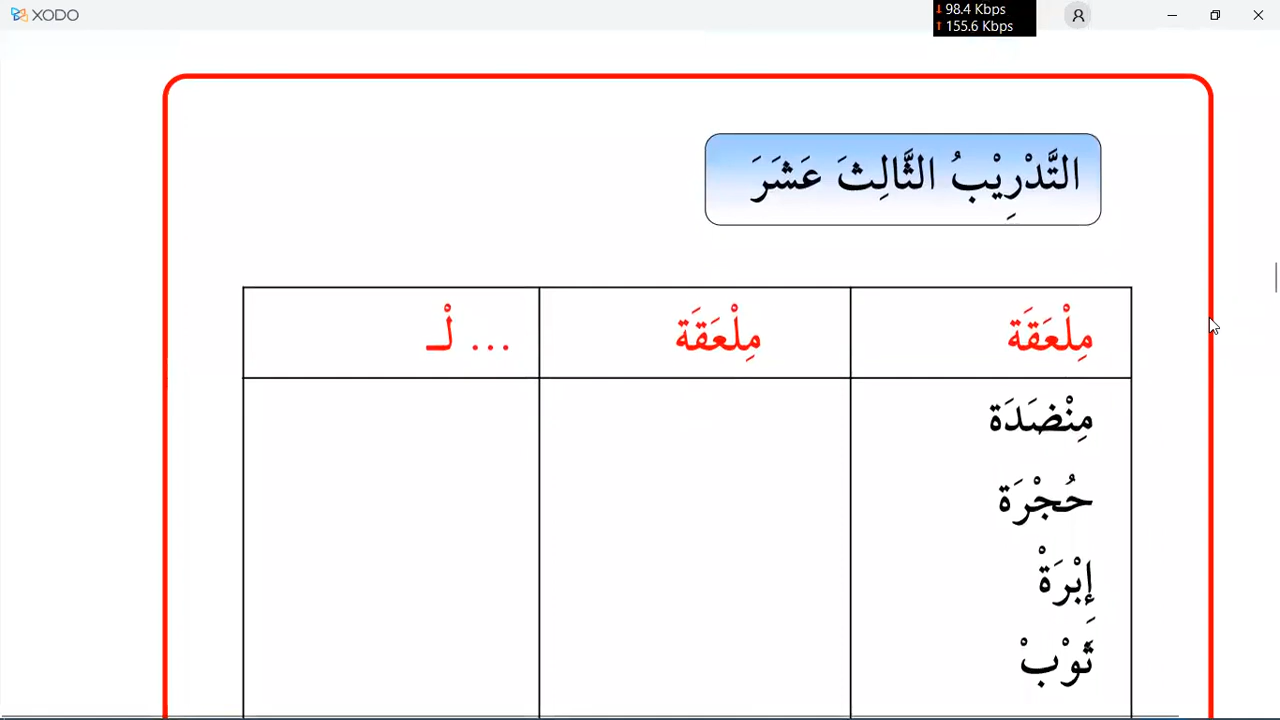 XODO
↓ 98.4 Kbps
↑ 155.6 Kbps
التَّدْرِيْبُ الثَّالِثَ عَشَرَ
مِلْعَقَة مِلْعَقَة ... لْـ
مِنْضَدَة
حُجْرَة
إِبْرَةْ
ثَوْبْ